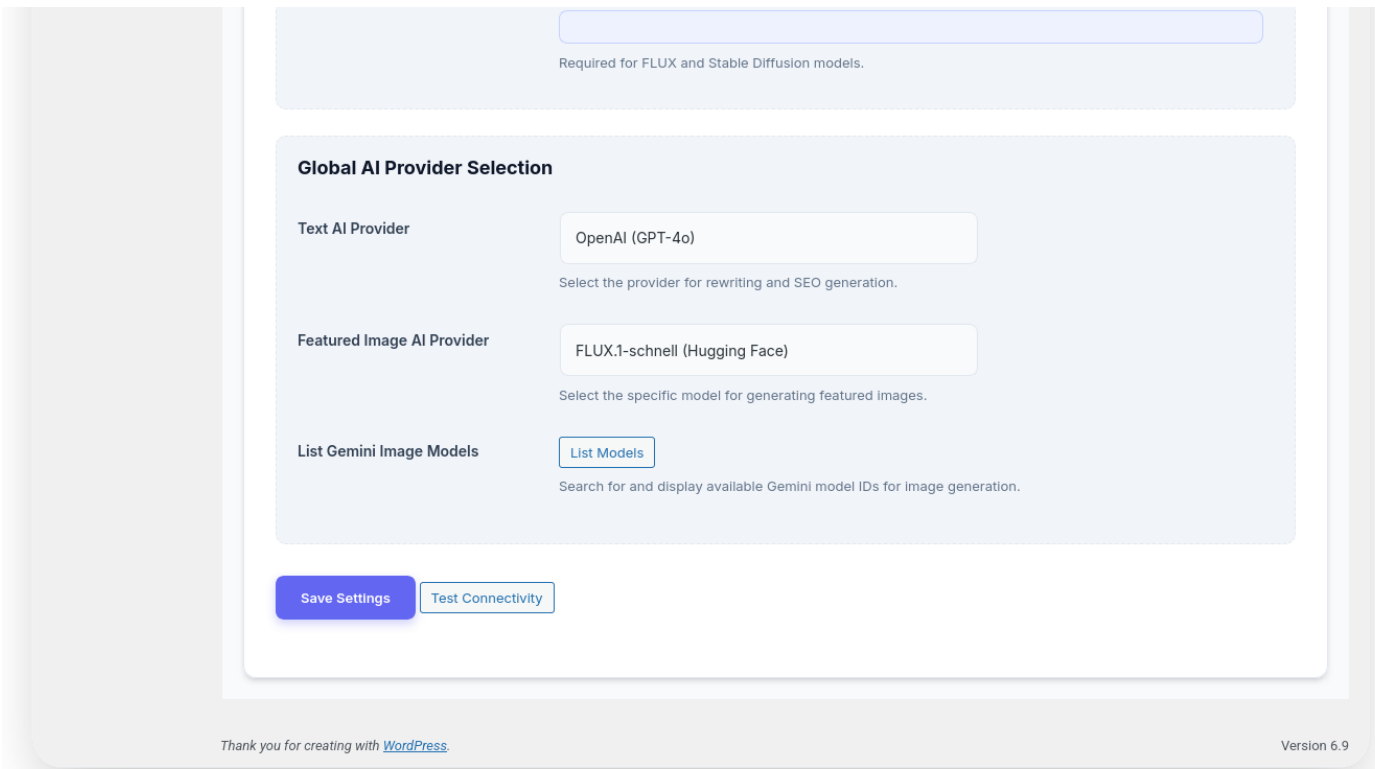 Required for FLUX and Stable Diffusion models.
Global AI Provider Selection
Text AI Provider
OpenAI (GPT-4o)
Select the provider for rewriting and SEO generation.
Featured Image AI Provider
FLUX.1-schnell (Hugging Face)
Select the specific model for generating featured images.
List Gemini Image Models
List Models
Search for and display available Gemini model IDs for image generation.
Save Settings
Test Connectivity
Thank you for creating with WordPress.
Version 6.9